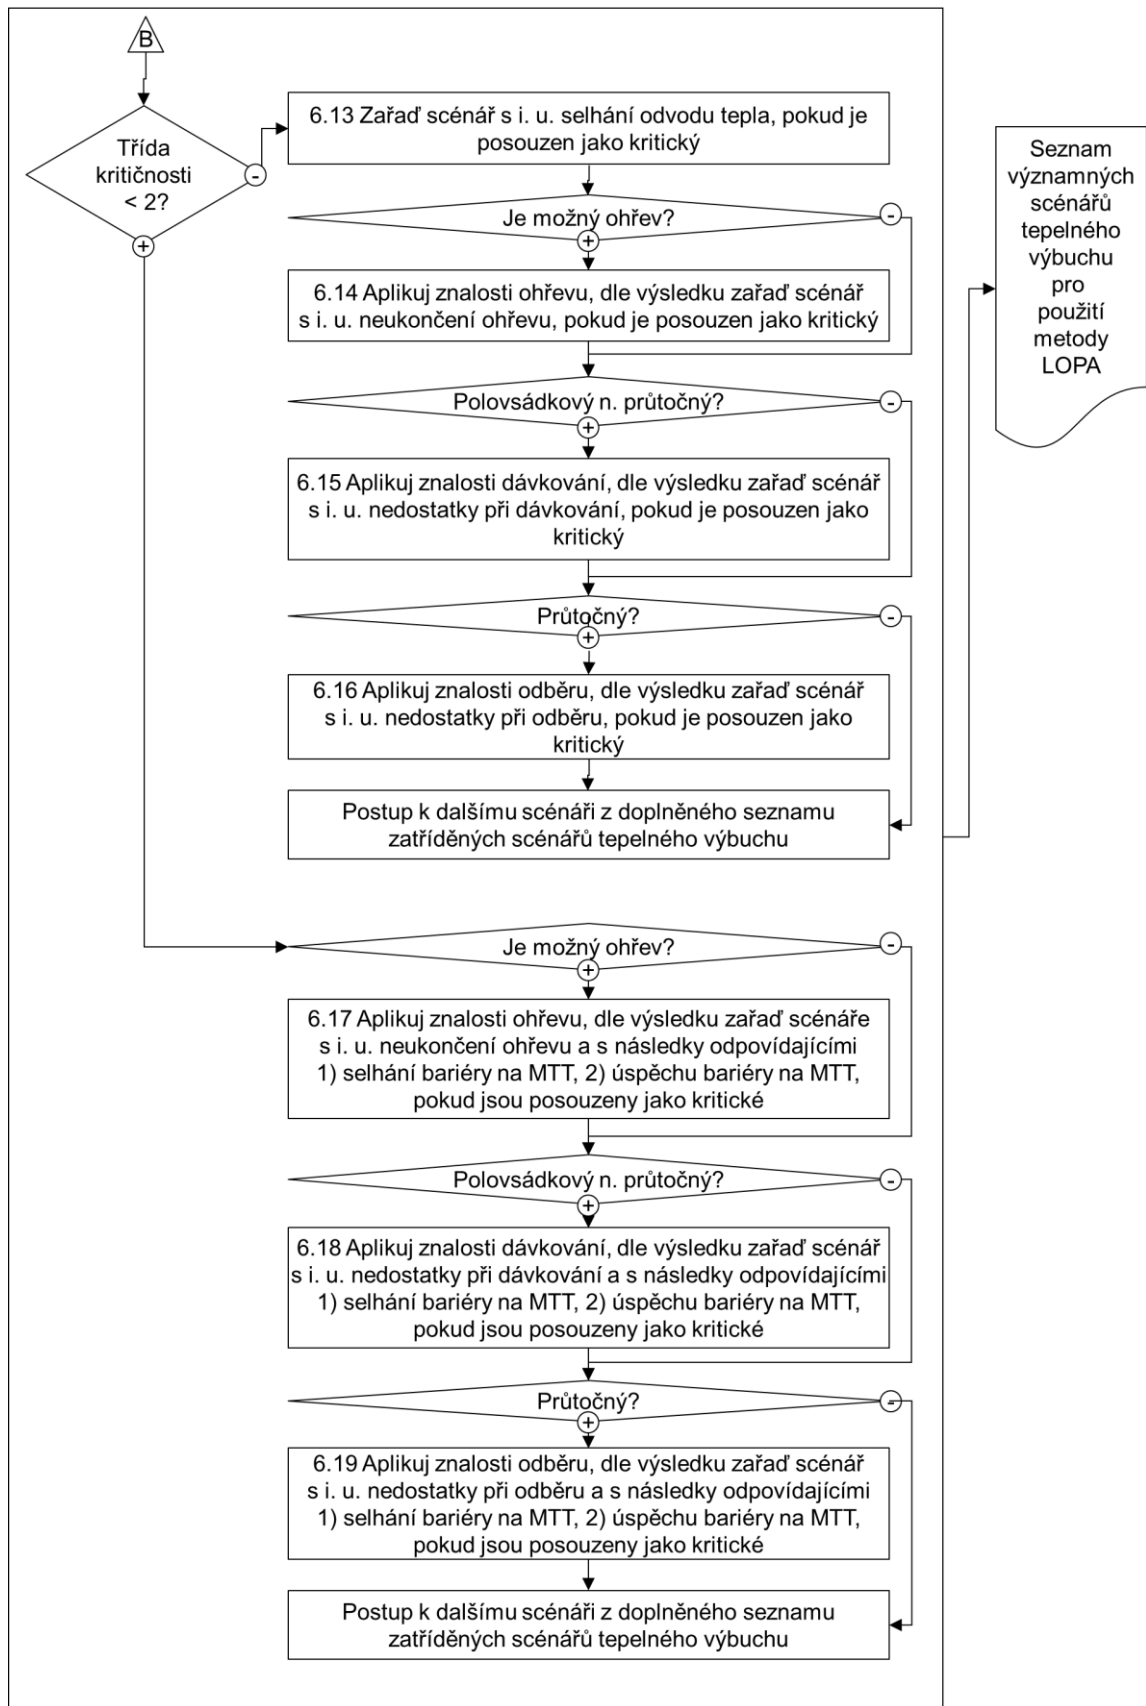 B
Třída
kritičnosti
< 2?
-
+
6.13 Zařaď scénář s i. u. selhání odvodu tepla, pokud je
posouzen jako kritický
Je možný ohřev?
-
+
6.14 Aplikuj znalosti ohřevu, dle výsledku zařaď scénář
s i. u. neukončení ohřevu, pokud je posouzen jako kritický
Polovsádkový n. průtočný?
-
+
6.15 Aplikuj znalosti dávkování, dle výsledku zařaď scénář
s i. u. nedostatky při dávkování, pokud je posouzen jako
kritický
Průtočný?
-
+
6.16 Aplikuj znalosti odběru, dle výsledku zařaď scénář
s i. u. nedostatky při odběru, pokud je posouzen jako
kritický
Postup k dalšímu scénáři z doplněného seznamu
zatříděných scénářů tepelného výbuchu
Je možný ohřev?
-
+
6.17 Aplikuj znalosti ohřevu, dle výsledku zařaď scénáře
s i. u. neukončení ohřevu a s následky odpovídajícími
1) selhání bariéry na MTT, 2) úspěchu bariéry na MTT,
pokud jsou posouzeny jako kritické
Polovsádkový n. průtočný?
-
+
6.18 Aplikuj znalosti dávkování, dle výsledku zařaď scénář
s i. u. nedostatky při dávkování a s následky odpovídajícími
1) selhání bariéry na MTT, 2) úspěchu bariéry na MTT,
pokud jsou posouzeny jako kritické
Průtočný?
-
+
6.19 Aplikuj znalosti odběru, dle výsledku zařaď scénář
s i. u. nedostatky při odběru a s následky odpovídajícími
1) selhání bariéry na MTT, 2) úspěchu bariéry na MTT,
pokud jsou posouzeny jako kritické
Postup k dalšímu scénáři z doplněného seznamu
zatříděných scénářů tepelného výbuchu
Seznam
významných
scénářů
tepelného
výbuchu
pro
použití
metody
LOPA